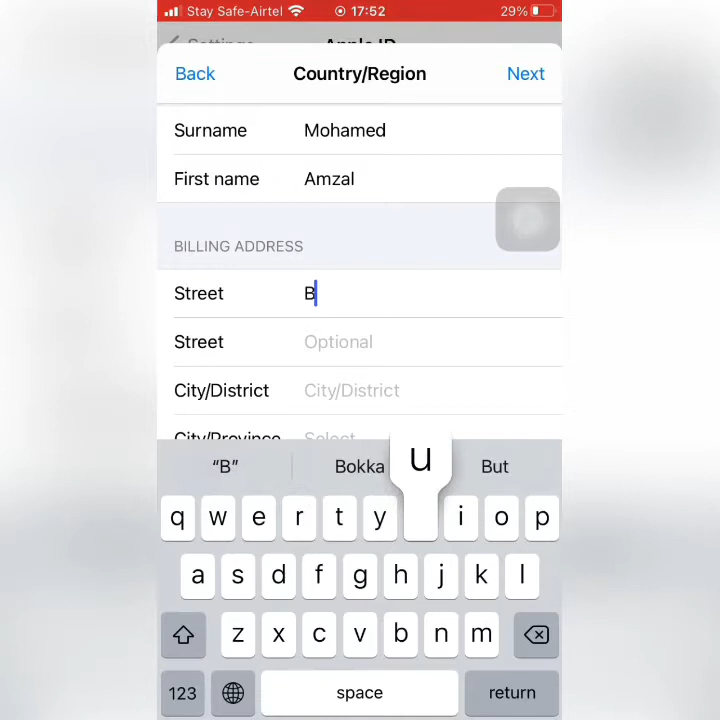 Stay Safe-Airtel 17:52 29%
Settings Apple ID
Back Country/Region Next
Surname Mohamed
First name Amzal
BILLING ADDRESS
Street B
Street Optional
City/District City/District
City/Province Select
“B” Bokka But
u
q w e r t y i o p
a s d f g h j k l
z x c v b n m
123 space return